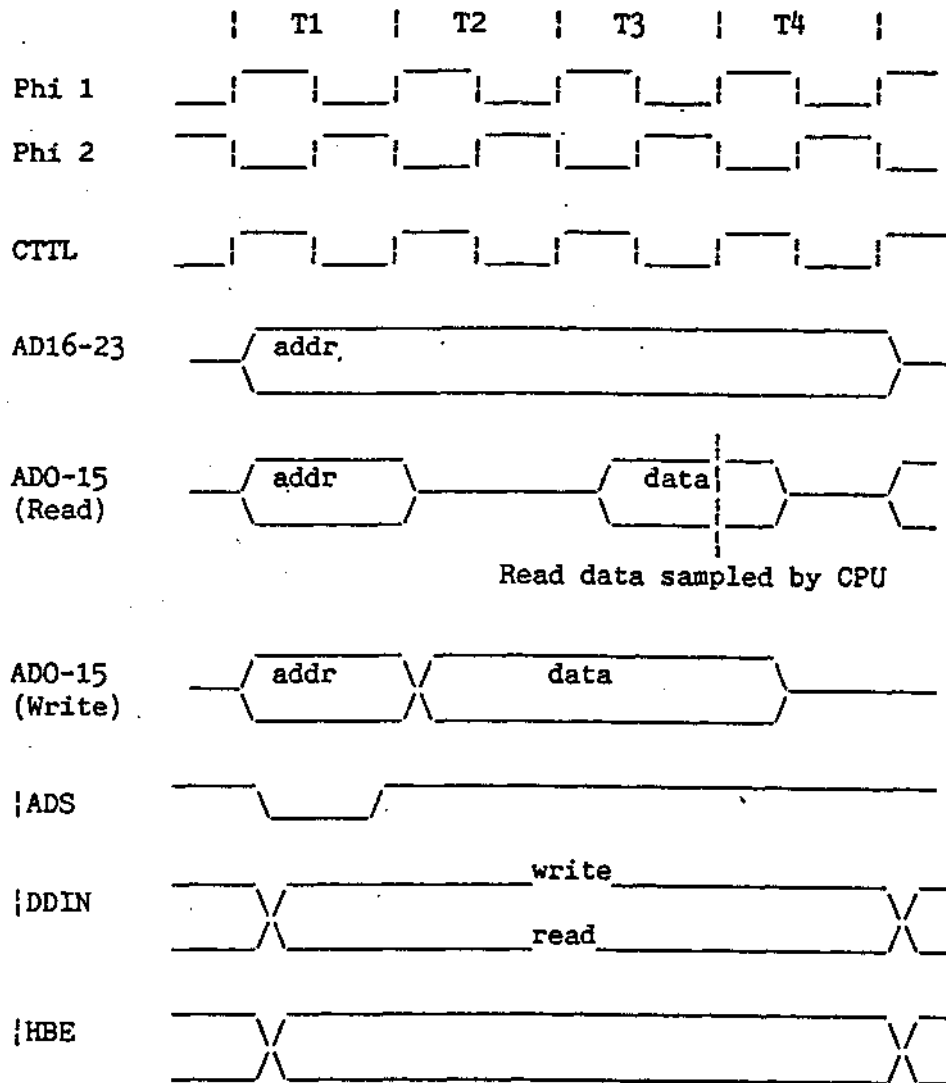 T1 T2 T3 T4
Phi 1
Phi 2
CTTL
AD16-23 addr
AD0-15 addr data
(Read)
Read data sampled by CPU
AD0-15 addr data
(Write)
|ADS
write
|DDIN
read
|HBE